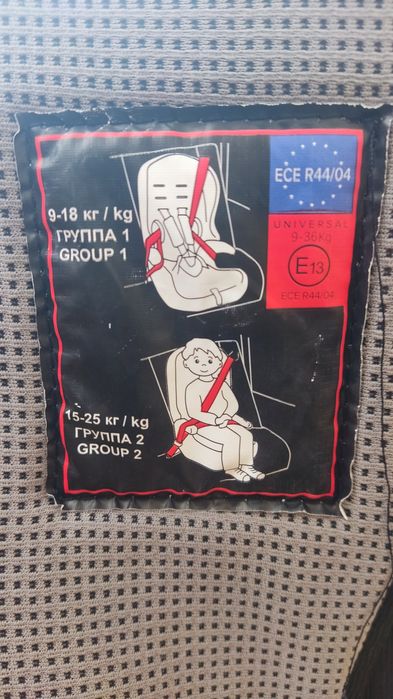 ECE R44/04
UNIVERSAL
9-36Kg
E13
ECE R44/04
9-18 кг / kg
ГРУППА 1
GROUP 1
15-25 кг / kg
ГРУППА 2
GROUP 2